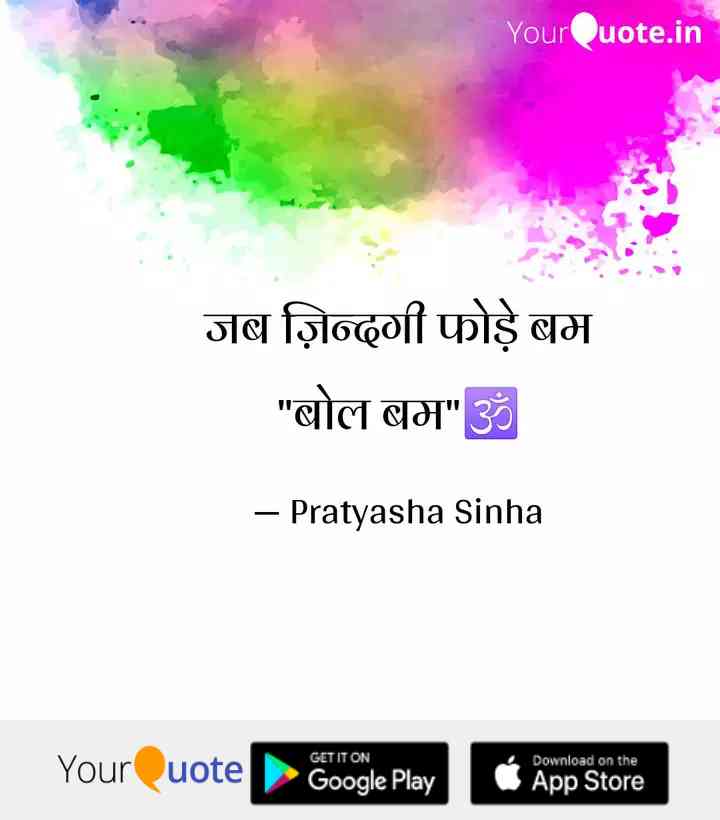 YourQuote.in
जब ज़िन्दगी फोड़े बम
"बोल बम"🕉
— Pratyasha Sinha
YourQuote
GET IT ON
Google Play
Download on the
App Store